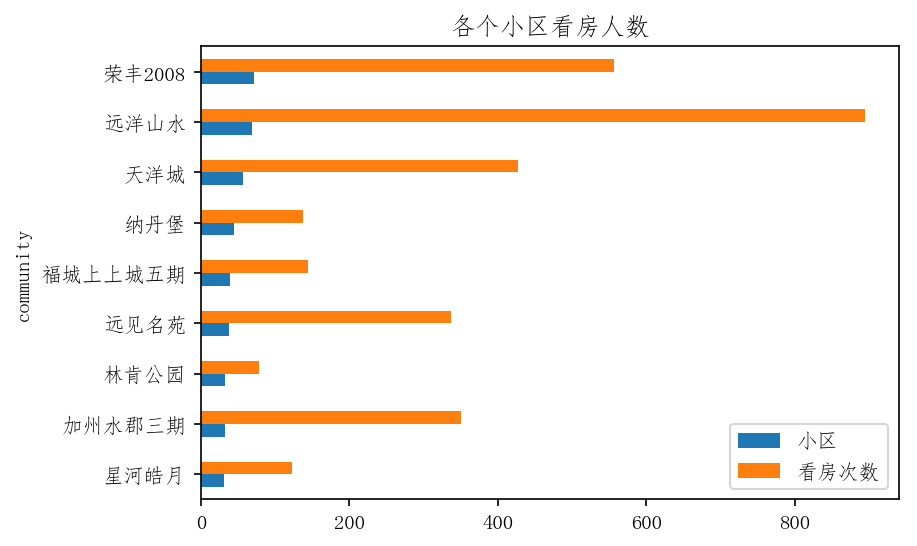 各个小区看房人数
荣丰2008
远洋山水
天洋城
纳丹堡
福城上上城五期
远见名苑
林肯公园
加州水郡三期
星河皓月
community
0 200 400 600 800
小区
看房次数